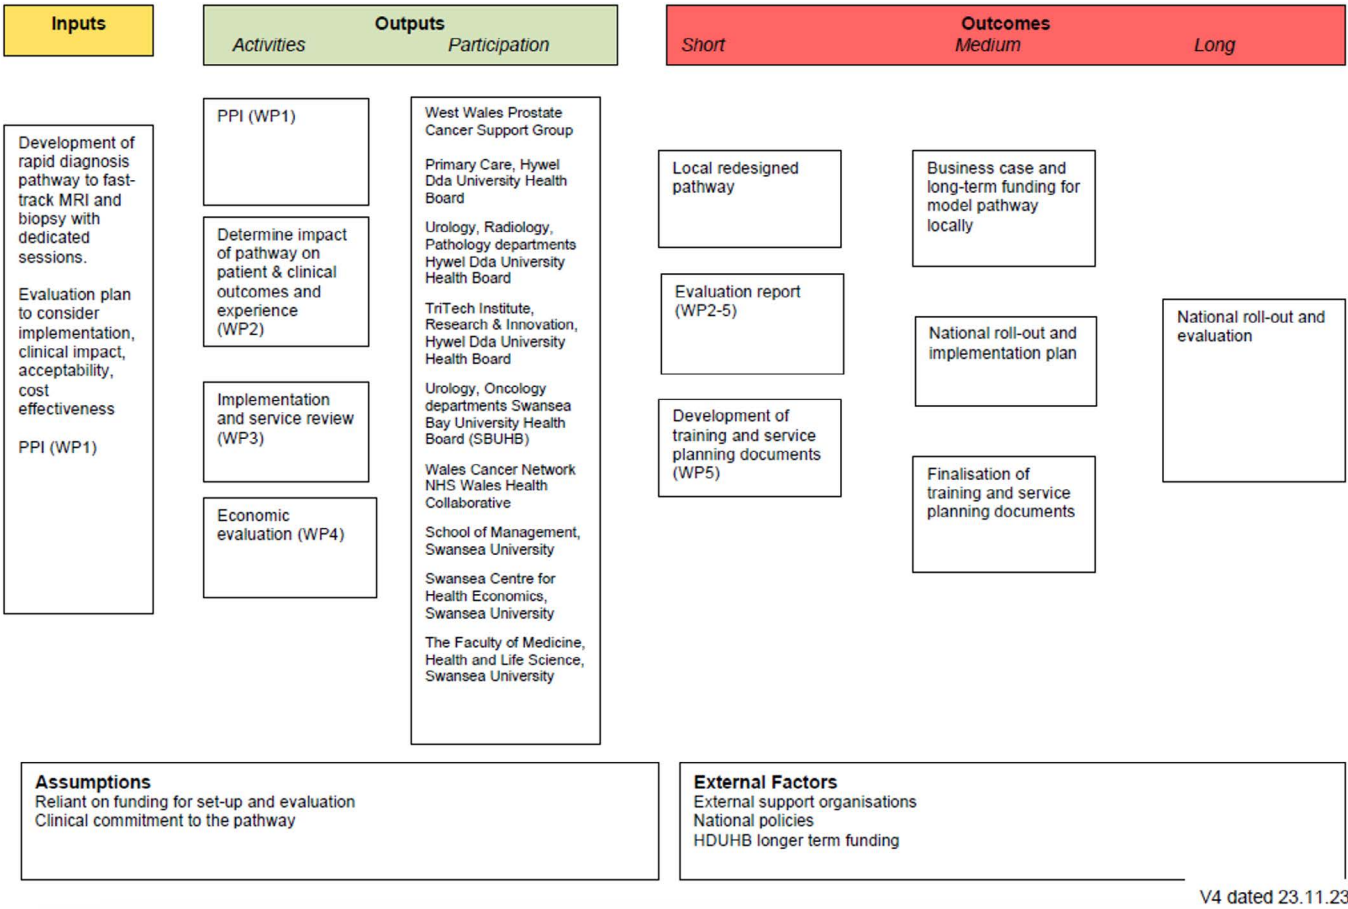 Inputs
Outputs
Activities
Participation
Outcomes
Short
Medium
Long
Development of
rapid diagnosis
pathway to fast-
track MRI and
biopsy with
dedicated
sessions.
Evaluation plan
to consider
implementation,
clinical impact,
acceptability,
cost
effectiveness
PPI (WP1)
PPI (WP1)
Determine impact
of pathway on
patient & clinical
outcomes and
experience
(WP2)
Implementation
and service review
(WP3)
Economic
evaluation (WP4)
West Wales Prostate
Cancer Support Group
Primary Care, Hywel
Dda University Health
Board
Urology, Radiology,
Pathology departments
Hywel Dda University
Health Board
TriTech Institute,
Research & Innovation,
Hywel Dda University
Health Board
Urology, Oncology
departments Swansea
Bay University Health
Board (SBUHB)
Wales Cancer Network
NHS Wales Health
Collaborative
School of Management,
Swansea University
Swansea Centre for
Health Economics,
Swansea University
The Faculty of Medicine,
Health and Life Science,
Swansea University
Local redesigned
pathway
Evaluation report
(WP2-5)
Development of
training and service
planning documents
(WP5)
Business case and
long-term funding for
model pathway
locally
National roll-out and
implementation plan
Finalisation of
training and service
planning documents
National roll-out and
evaluation
Assumptions
Reliant on funding for set-up and evaluation
Clinical commitment to the pathway
External Factors
External support organisations
National policies
HDUHB longer term funding
V4 dated 23.11.23